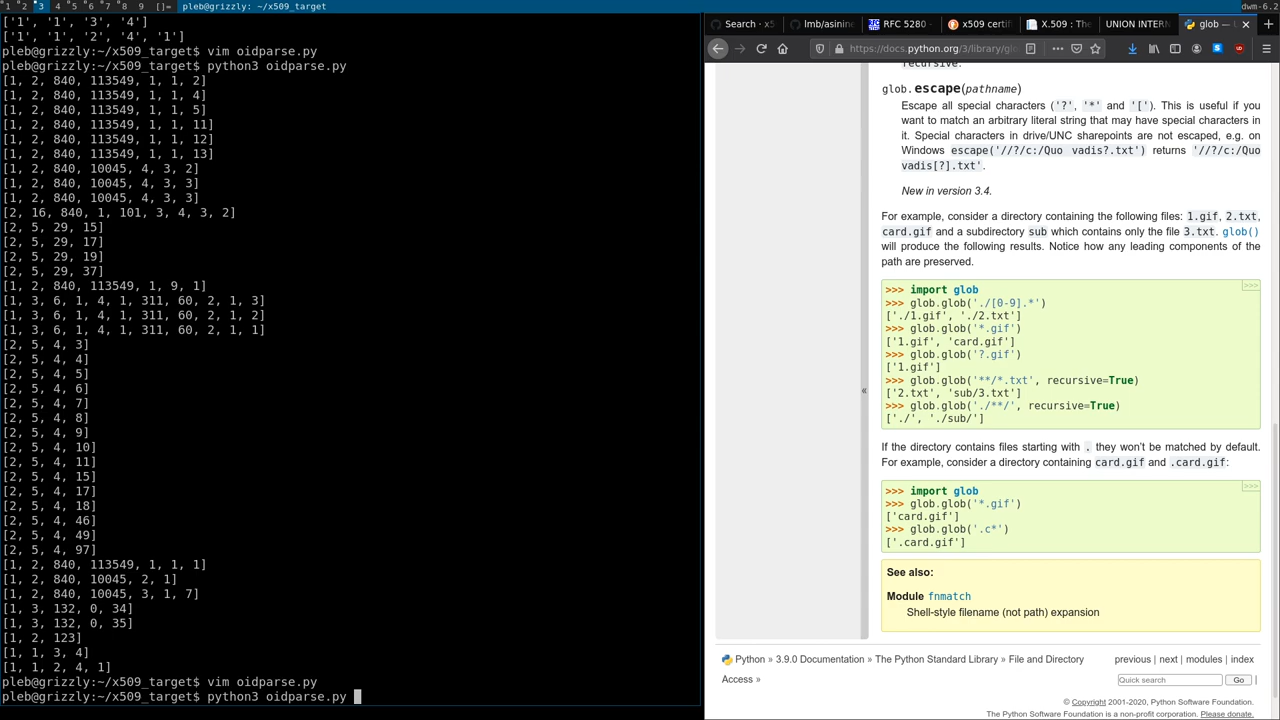 1 2 3 4 5 6 7 8 9 []= pleb@grizzly: ~/x509_target
dwm-6.2
['1', '1', '3', '4']
['1', '1', '2', '4', '1']
pleb@grizzly:~/x509_target$ vim oidparse.py
pleb@grizzly:~/x509_target$ python3 oidparse.py
[1, 2, 840, 113549, 1, 1, 2]
[1, 2, 840, 113549, 1, 1, 4]
[1, 2, 840, 113549, 1, 1, 5]
[1, 2, 840, 113549, 1, 1, 11]
[1, 2, 840, 113549, 1, 1, 12]
[1, 2, 840, 113549, 1, 1, 13]
[1, 2, 840, 10045, 4, 3, 2]
[1, 2, 840, 10045, 4, 3, 3]
[1, 2, 840, 10045, 4, 3, 3]
[2, 16, 840, 1, 101, 3, 4, 3, 2]
[2, 5, 29, 15]
[2, 5, 29, 17]
[2, 5, 29, 19]
[2, 5, 29, 37]
[1, 2, 840, 113549, 1, 9, 1]
[1, 3, 6, 1, 4, 1, 311, 60, 2, 1, 3]
[1, 3, 6, 1, 4, 1, 311, 60, 2, 1, 2]
[1, 3, 6, 1, 4, 1, 311, 60, 2, 1, 1]
[2, 5, 4, 3]
[2, 5, 4, 4]
[2, 5, 4, 5]
[2, 5, 4, 6]
[2, 5, 4, 7]
[2, 5, 4, 8]
[2, 5, 4, 9]
[2, 5, 4, 10]
[2, 5, 4, 11]
[2, 5, 4, 15]
[2, 5, 4, 17]
[2, 5, 4, 18]
[2, 5, 4, 46]
[2, 5, 4, 49]
[2, 5, 4, 97]
[1, 2, 840, 113549, 1, 1, 1]
[1, 2, 840, 10045, 2, 1]
[1, 2, 840, 10045, 3, 1, 7]
[1, 3, 132, 0, 34]
[1, 3, 132, 0, 35]
[1, 2, 123]
[1, 1, 3, 4]
[1, 1, 2, 4, 1]
pleb@grizzly:~/x509_target$ vim oidparse.py
pleb@grizzly:~/x509_target$ python3 oidparse.py
Search - x5 lmb/asinine RFC 5280 - x509 certif X.509 : The UNION INTERN glob — U
https://docs.python.org/3/library/glo
recursive.
glob.escape(pathname)
Escape all special characters ('?', '*' and '['). This is useful if you
want to match an arbitrary literal string that may have special characters in
it. Special characters in drive/UNC sharepoints are not escaped, e.g. on
Windows escape('//?/c:/Quo vadis?.txt') returns '//?/c:/Quo
vadis[?].txt'.
New in version 3.4.
For example, consider a directory containing the following files: 1.gif, 2.txt,
card.gif and a subdirectory sub which contains only the file 3.txt. glob()
will produce the following results. Notice how any leading components of the
path are preserved.
>>>
>>> import glob
>>> glob.glob('./[0-9].*')
['./1.gif', './2.txt']
>>> glob.glob('*.gif')
['1.gif', 'card.gif']
>>> glob.glob('?.gif')
['1.gif']
>>> glob.glob('**/*.txt', recursive=True)
['2.txt', 'sub/3.txt']
>>> glob.glob('./**/', recursive=True)
['./', './sub/']
«
If the directory contains files starting with . they won't be matched by default.
For example, consider a directory containing card.gif and .card.gif:
>>>
>>> import glob
>>> glob.glob('*.gif')
['card.gif']
>>> glob.glob('.c*')
['.card.gif']
See also:
Module fnmatch
Shell-style filename (not path) expansion
Python » 3.9.0 Documentation » The Python Standard Library » File and Directory
previous | next | modules | index
Access »
Quick search Go |
© Copyright 2001-2020, Python Software Foundation.
The Python Software Foundation is a non-profit corporation. Please donate.